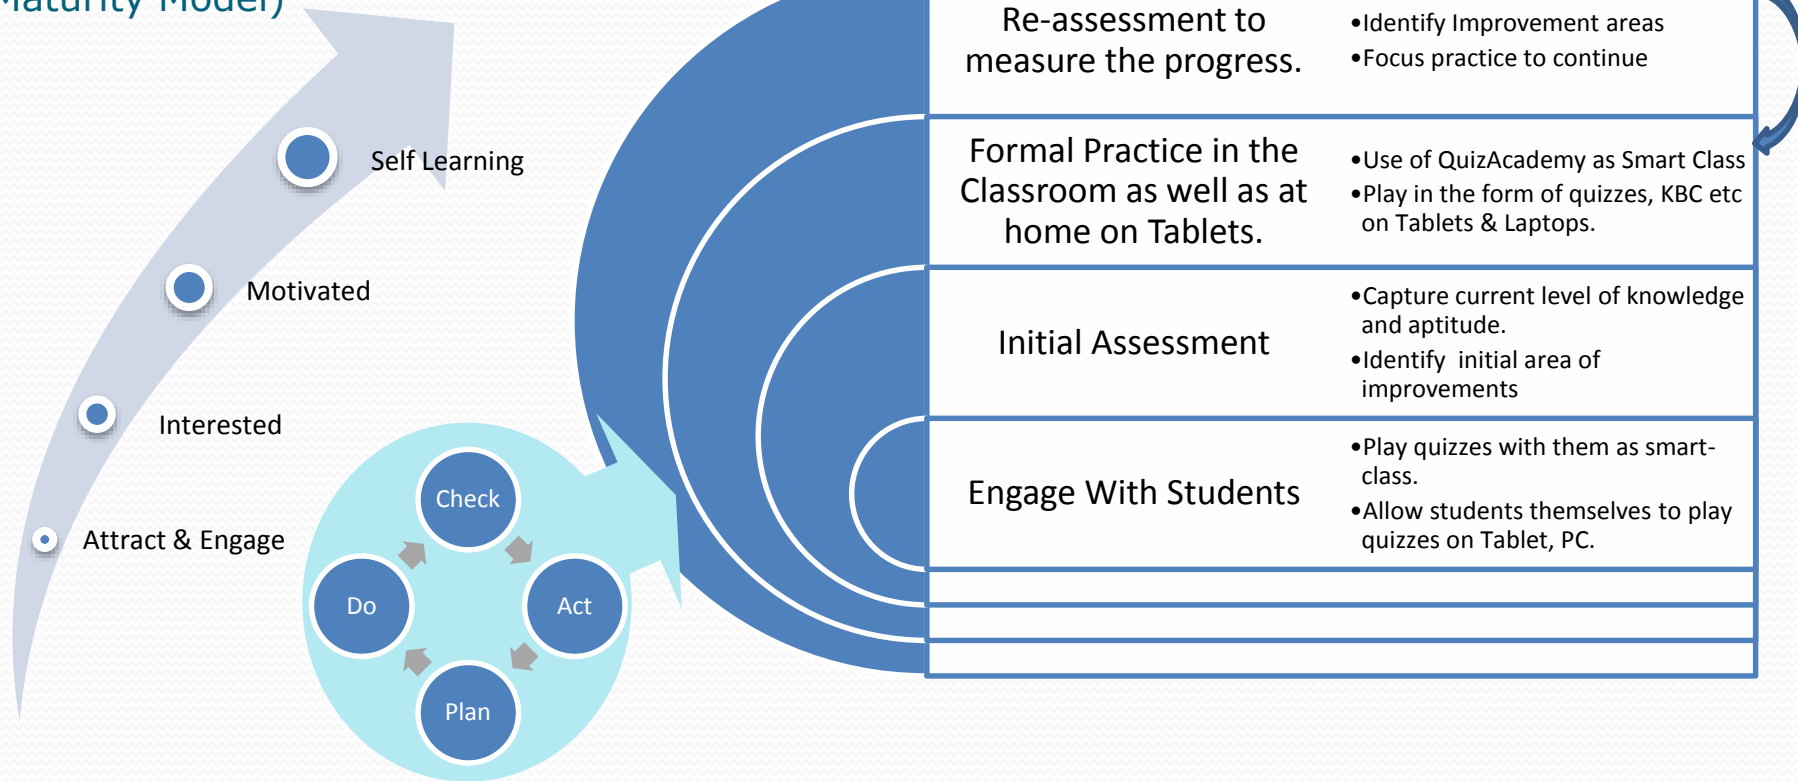 Maturity Model)
Self Learning
Motivated
Interested
Attract & Engage
Check
Do
Act
Plan
Re-assessment to
measure the progress.
•Identify Improvement areas
•Focus practice to continue
Formal Practice in the
Classroom as well as at
home on Tablets.
•Use of QuizAcademy as Smart Class
•Play in the form of quizzes, KBC etc
on Tablets & Laptops.
Initial Assessment
•Capture current level of knowledge
and aptitude.
•Identify initial area of
improvements
Engage With Students
•Play quizzes with them as smart-
class.
•Allow students themselves to play
quizzes on Tablet, PC.